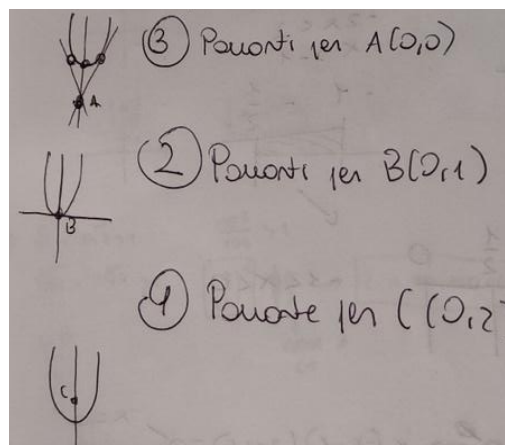 ③ Passanti per A(0,0)
A
② Passanti per B(0,1)
B
① Passante per C(0,2
C